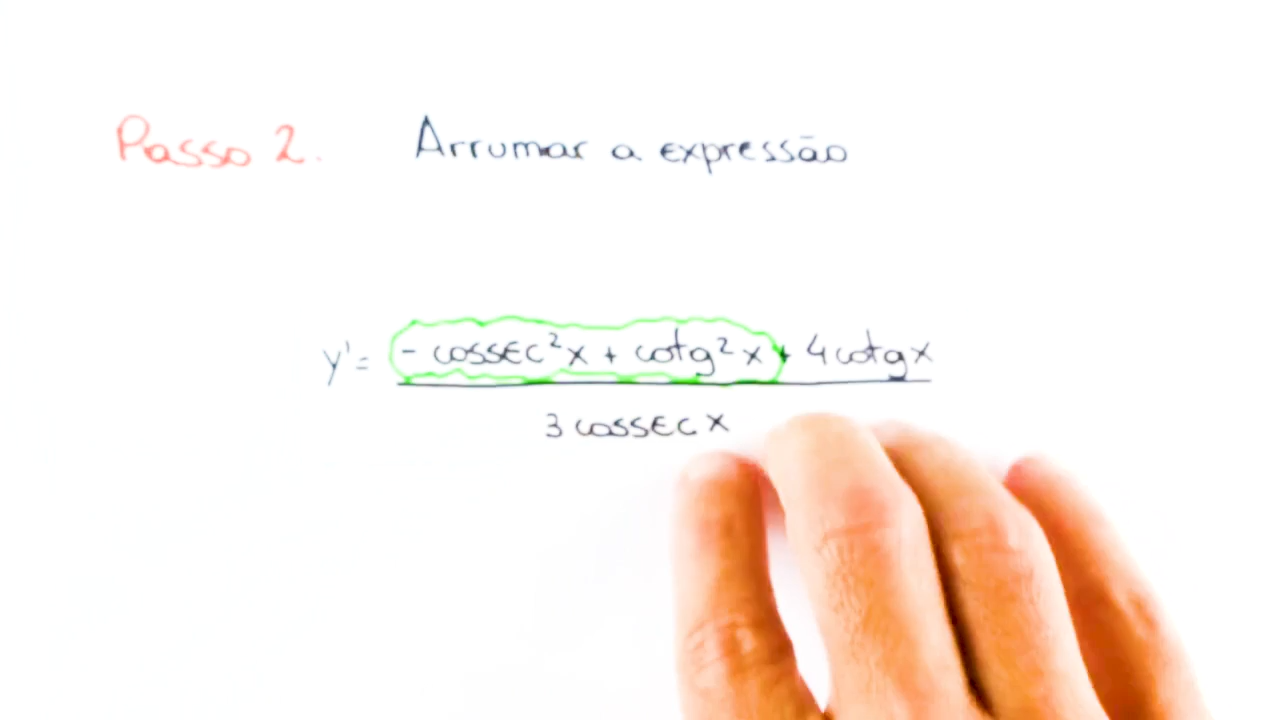 Passo 2. Arrumar a expressão
y' = - cossec²x + cotg²x + 4cotgx
3 cossec x